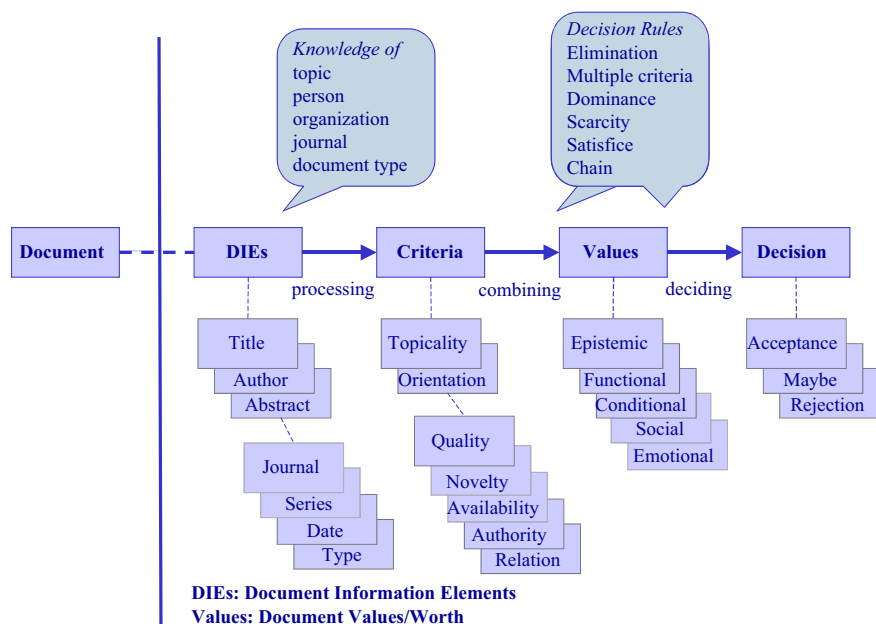 Knowledge of
topic
person
organization
journal
document type
Decision Rules
Elimination
Multiple criteria
Dominance
Scarcity
Satisfice
Chain
Document
DIEs
Criteria
Values
Decision
processing
combining
deciding
Title
Author
Abstract
Journal
Series
Date
Type
Topicality
Orientation
Quality
Novelty
Availability
Authority
Relation
Epistemic
Functional
Conditional
Social
Emotional
Acceptance
Maybe
Rejection
DIEs: Document Information Elements
Values: Document Values/Worth